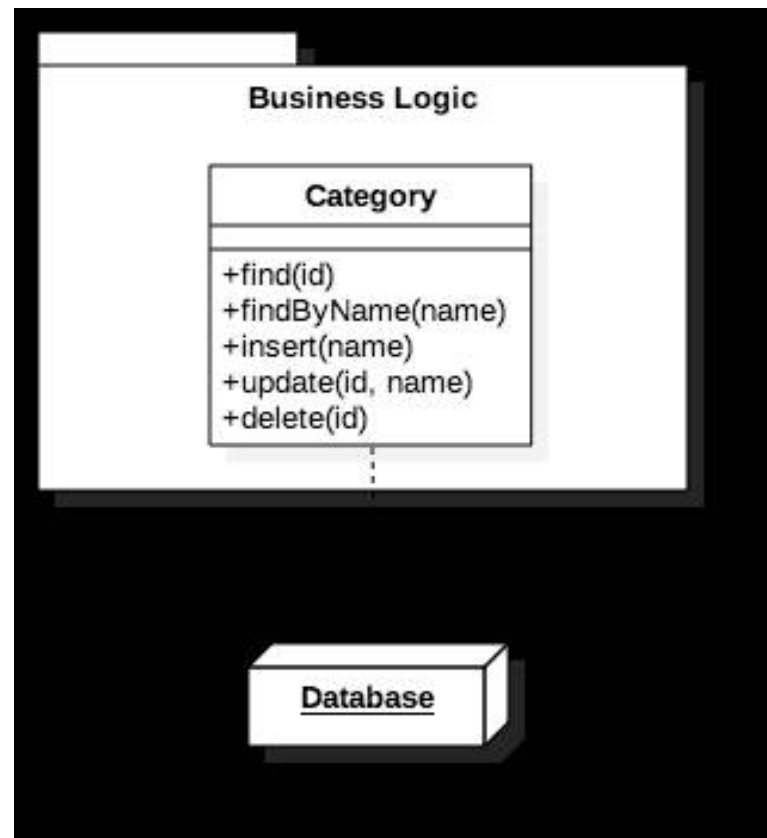 Business Logic
Category
+find(id)
+findByName(name)
+insert(name)
+update(id, name)
+delete(id)
Database